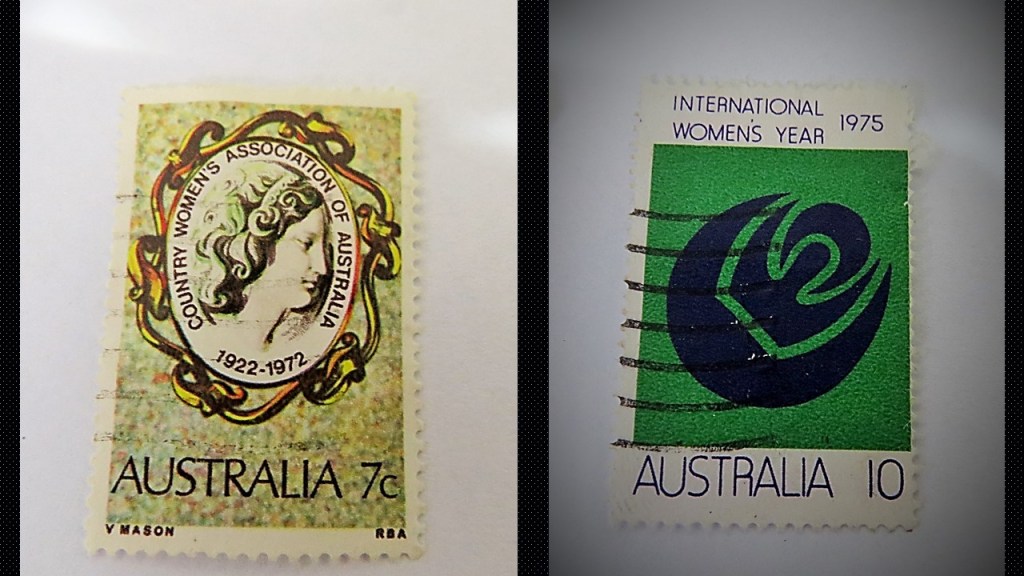 COUNTRY WOMEN'S ASSOCIATION OF AUSTRALIA
1922-1972
AUSTRALIA 7c
V MASON RBA
INTERNATIONAL
WOMEN'S YEAR 1975
AUSTRALIA 10